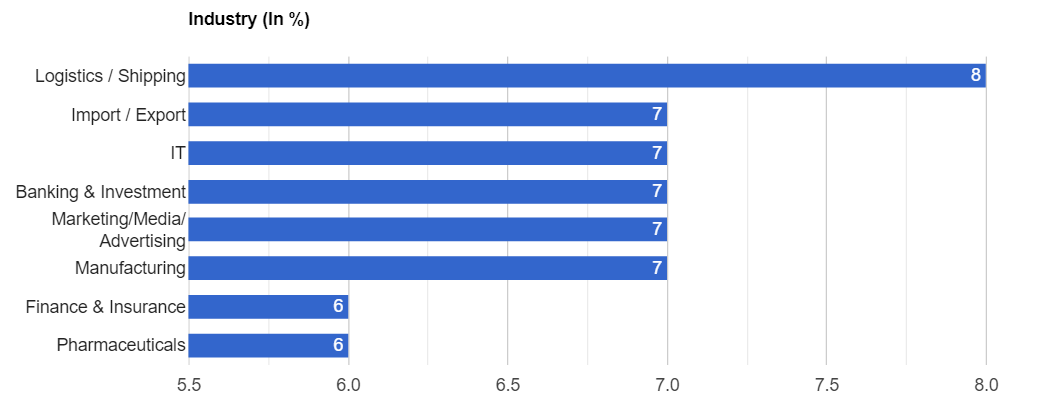 Industry (In %)
Logistics / Shipping 8
Import / Export 7
IT 7
Banking & Investment 7
Marketing/Media/
Advertising 7
Manufacturing 7
Finance & Insurance 6
Pharmaceuticals 6
5.5 6.0 6.5 7.0 7.5 8.0